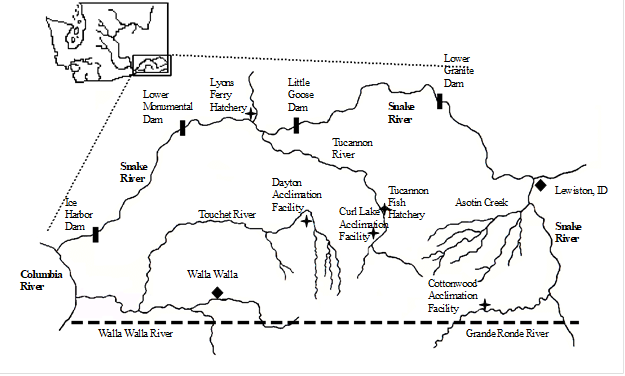 Lower
Granite
Dam
Lyons
Ferry
Hatchery
Little
Goose
Dam
Lower
Monumental
Dam
Snake
River
Tucannon
River
Snake
River
Dayton
Acclimation
Facility
Tucannon
Fish
Hatchery
Lewiston, ID
Asotin Creek
Ice
Harbor
Dam
Touchet River
Curl Lake
Acclimation
Facility
Snake
River
Columbia
River
Walla Walla
Cottonwood
Acclimation
Facility
Walla Walla River
Grande Ronde River